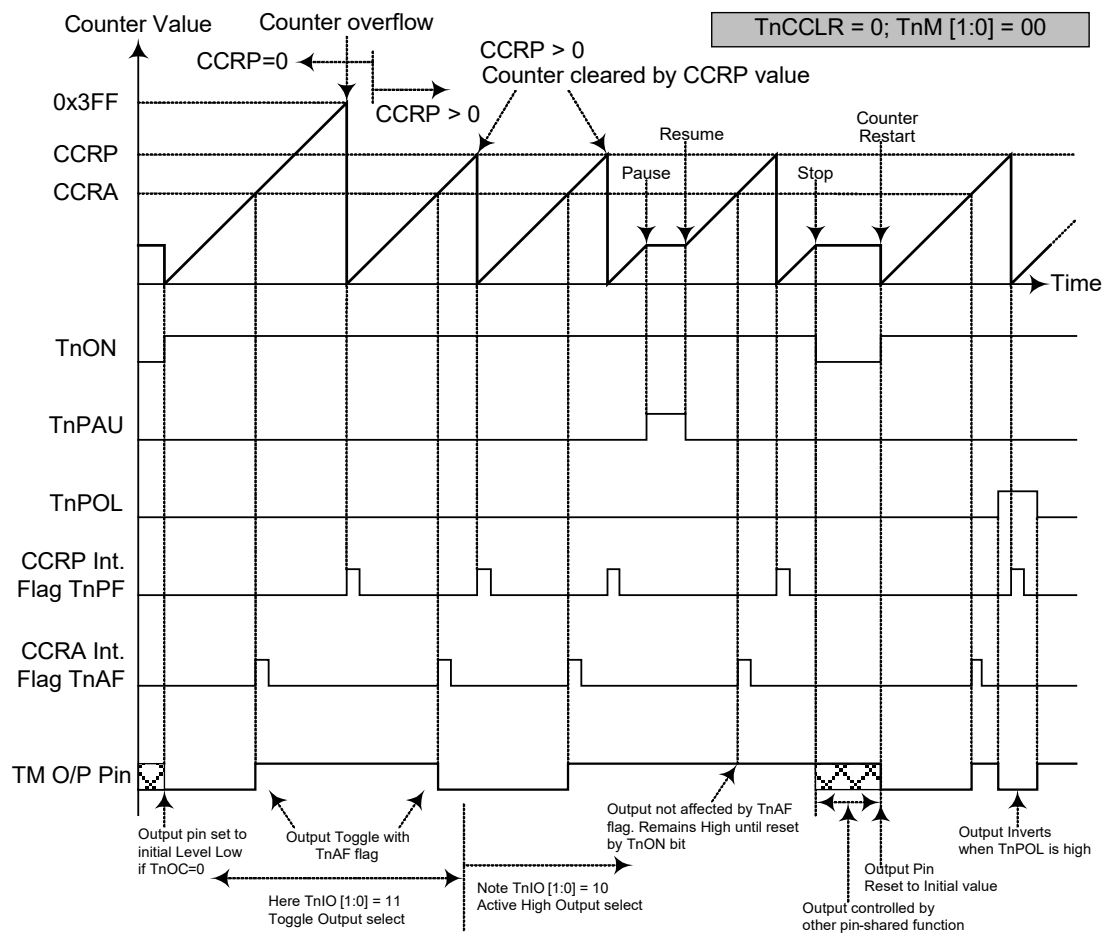 Counter Value
Counter overflow
TnCCLR = 0; TnM [1:0] = 00
CCRP=0
CCRP > 0
CCRP > 0
Counter cleared by CCRP value
0x3FF
CCRP
CCRA
Pause
Resume
Stop
Counter
Restart
Time
TnON
TnPAU
TnPOL
CCRP Int.
Flag TnPF
CCRA Int.
Flag TnAF
TM O/P Pin
Output pin set to
initial Level Low
if TnOC=0
Output Toggle with
TnAF flag
Here TnIO [1:0] = 11
Toggle Output select
Note TnIO [1:0] = 10
Active High Output select
Output not affected by TnAF
flag. Remains High until reset
by TnON bit
Output controlled by
other pin-shared function
Output Pin
Reset to Initial value
Output Inverts
when TnPOL is high